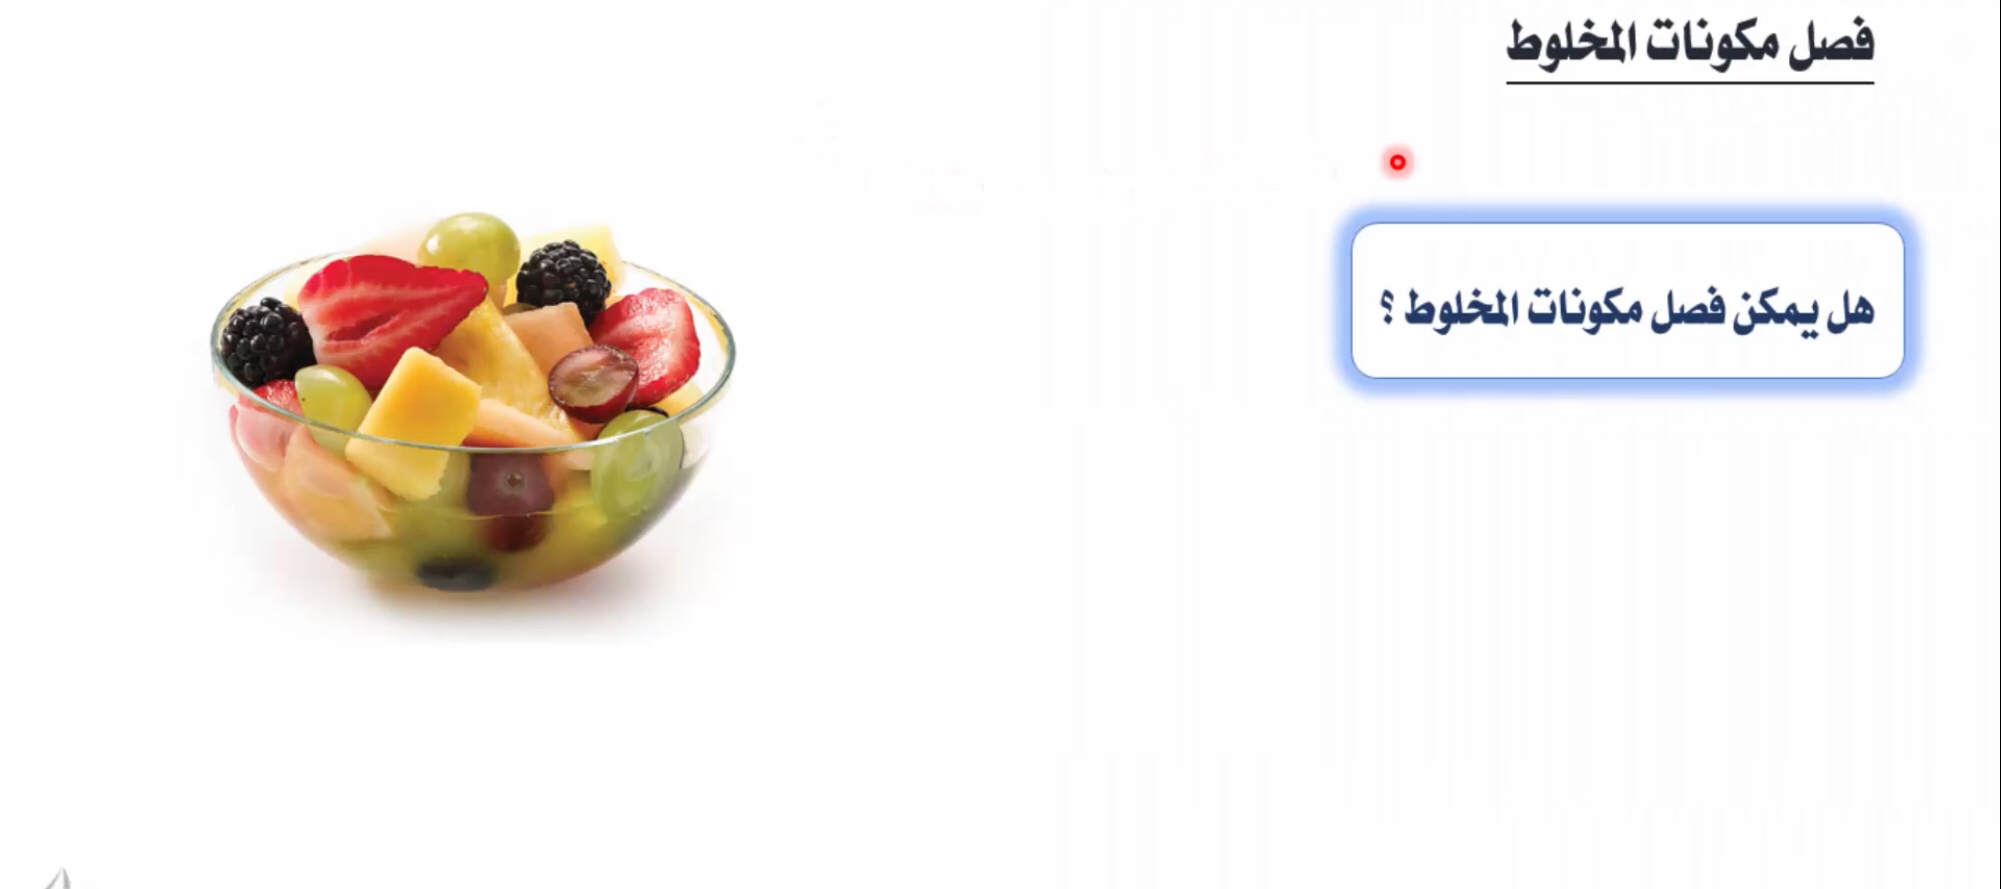 فصل مكونات المخلوط
هل يمكن فصل مكونات المخلوط ؟